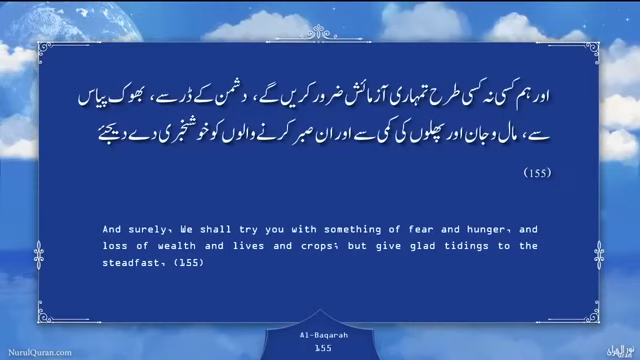 اور ہم کسی نہ کسی طرح تمہاری آزمائش ضرور کریں گے، دشمن کے ڈر سے، بھوک پیاس
سے، مال و جان اور پھلوں کی کمی سے اور ان صبر کرنے والوں کو خوشخبری دے دیجئے
(155)
And surely, We shall try you with something of fear and hunger, and
loss of wealth and lives and crops; but give glad tidings to the
steadfast, (155)
Al-Baqarah
155
NurulQuran.com
نور القرآن